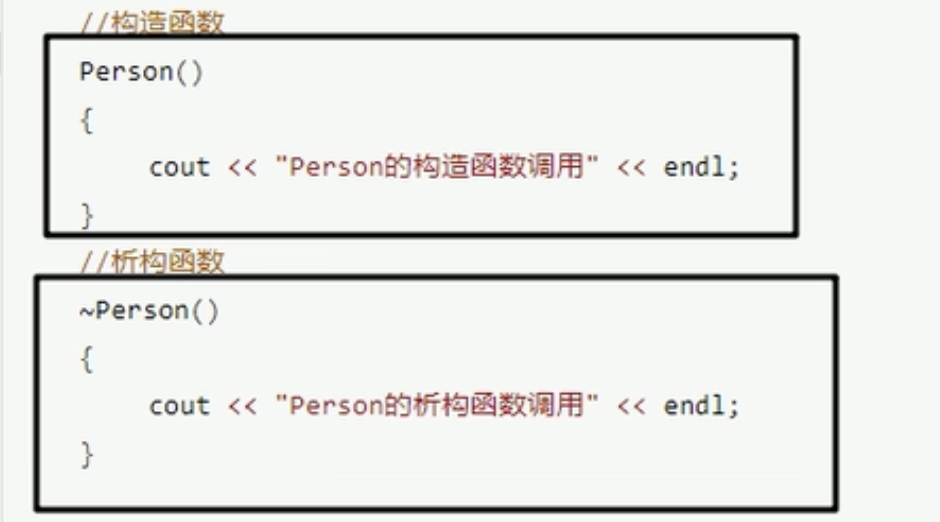 //构造函数
Person()
{
cout << "Person的构造函数调用" << endl;
}
//析构函数
~Person()
{
cout << "Person的析构函数调用" << endl;
}